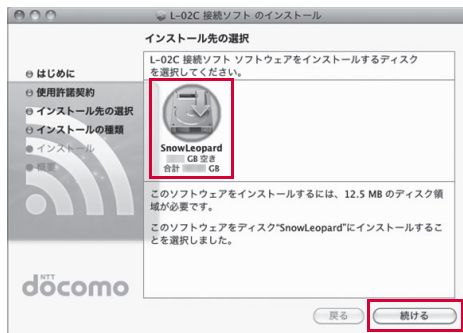 L-02C 接続ソフト のインストール
インストール先の選択
はじめに
使用許諾契約
インストール先の選択
インストールの種類
インストール
概要
L-02C 接続ソフト ソフトウェアをインストールするディスク
を選択してください。
SnowLeopard
GB 空き
合計 GB
このソフトウェアをインストールするには、12.5 MB のディスク領
域が必要です。
このソフトウェアをディスク“SnowLeopard”にインストールするこ
とを選択しました。
NTT
döcomo
戻る
続ける